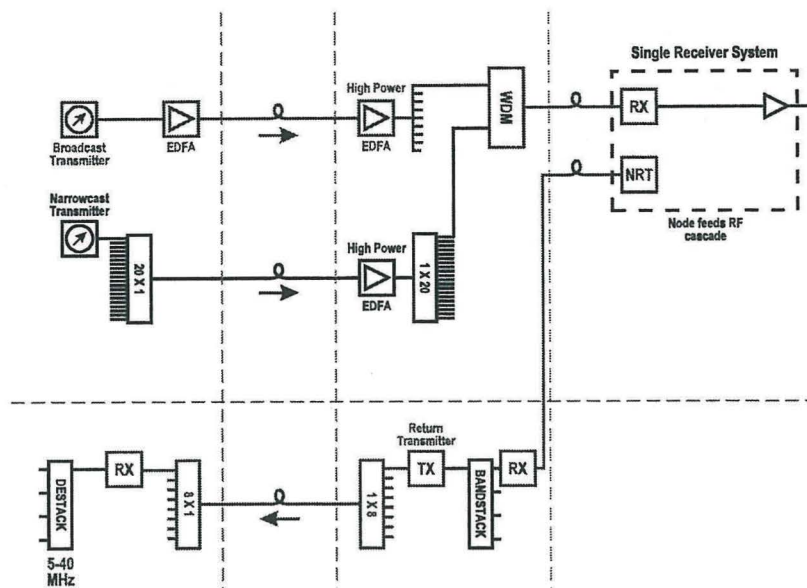 Single Receiver System
High Power
EDFA
WDM
RX
Broadcast
Transmitter
EDFA
NRT
Node feeds RF
cascade
Narrowcast
Transmitter
20 X 1
High Power
EDFA
1 X 20
Return
Transmitter
DESTACK
RX
8 X 1
1 X 8
TX
BANDSTACK
RX
5-40
MHz